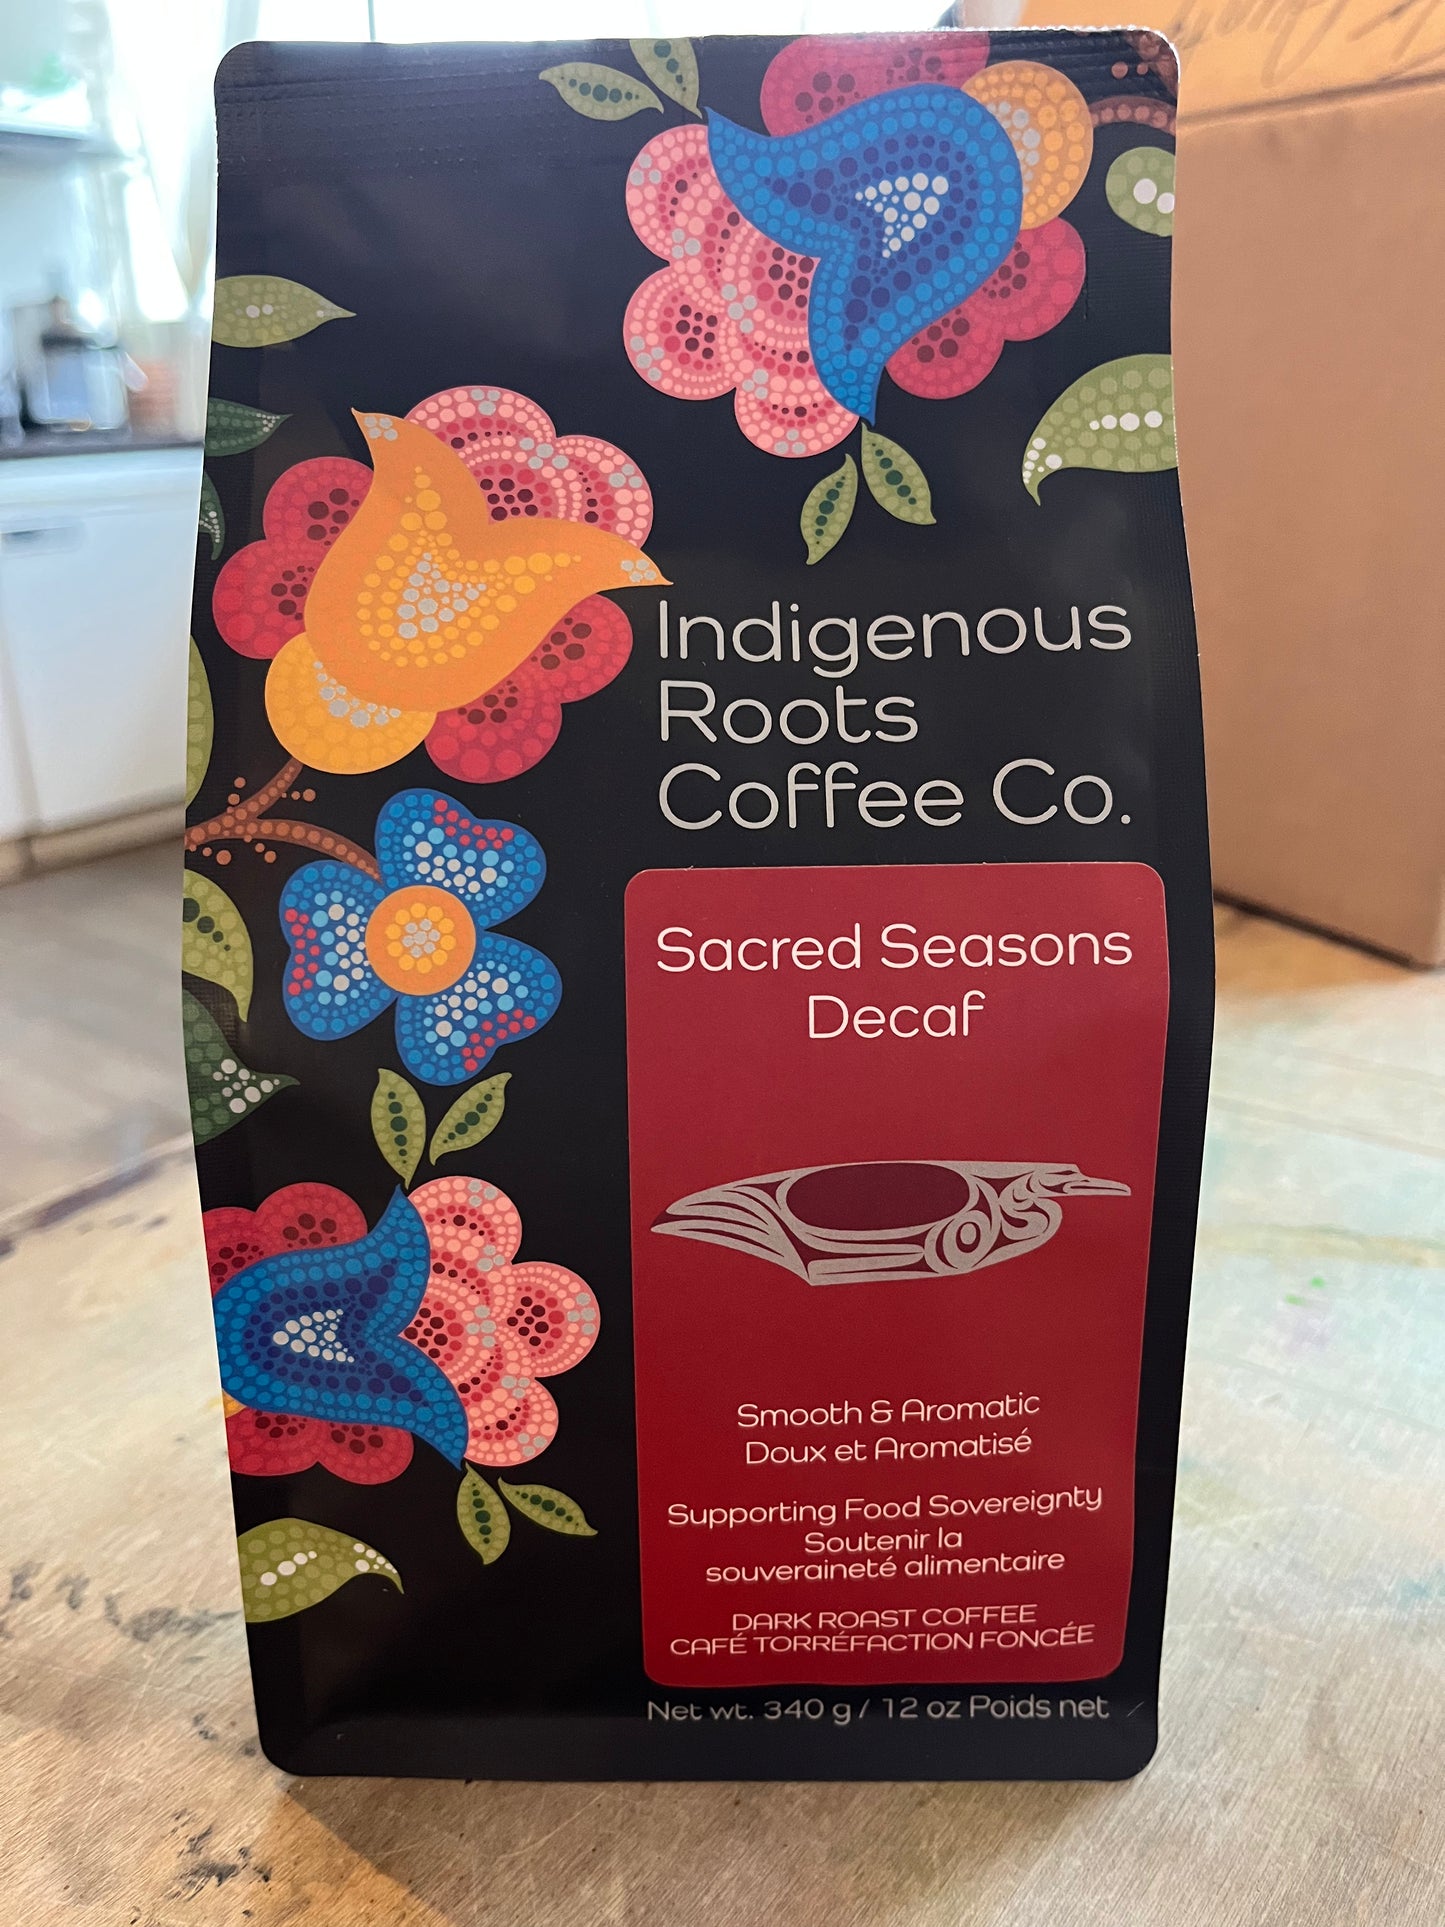 Indigenous
Roots
Coffee Co.
Sacred Seasons
Decaf
Smooth & Aromatic
Doux et Aromatisé
Supporting Food Sovereignty
Soutenir la
souveraineté alimentaire
DARK ROAST COFFEE
CAFÉ TORRÉFACTION FONCÉE
Net wt. 340 g / 12 oz Poids net